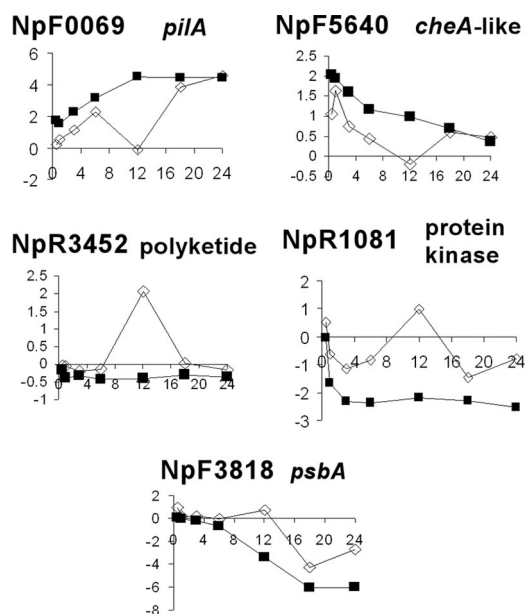 NpF0069 pilA
6
4
2
0
-2
0 6 12 18 24
NpF5640 cheA-like
2.5
2
1.5
1
0.5
0
-0.5
0 4 8 12 16 20 24
NpR3452 polyketide
2.5
2
1.5
1
0.5
0
-0.5
-1
0 4 8 12 16 20 24
NpR1081 protein
kinase
2
1
0
-1
-2
-3
0 4 8 12 16 20 24
NpF3818 psbA
2
0
-2
-4
-6
-8
0 4 8 12 16 20 24